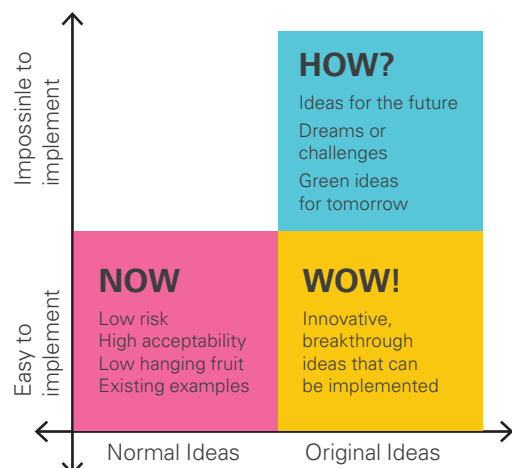 Impossinle to
implement
HOW?
Ideas for the future
Dreams or
challenges
Green ideas
for tomorrow
Easy to
implement
NOW
Low risk
High acceptability
Low hanging fruit
Existing examples
WOW!
Innovative,
breakthrough
ideas that can
be implemented
Normal Ideas
Original Ideas